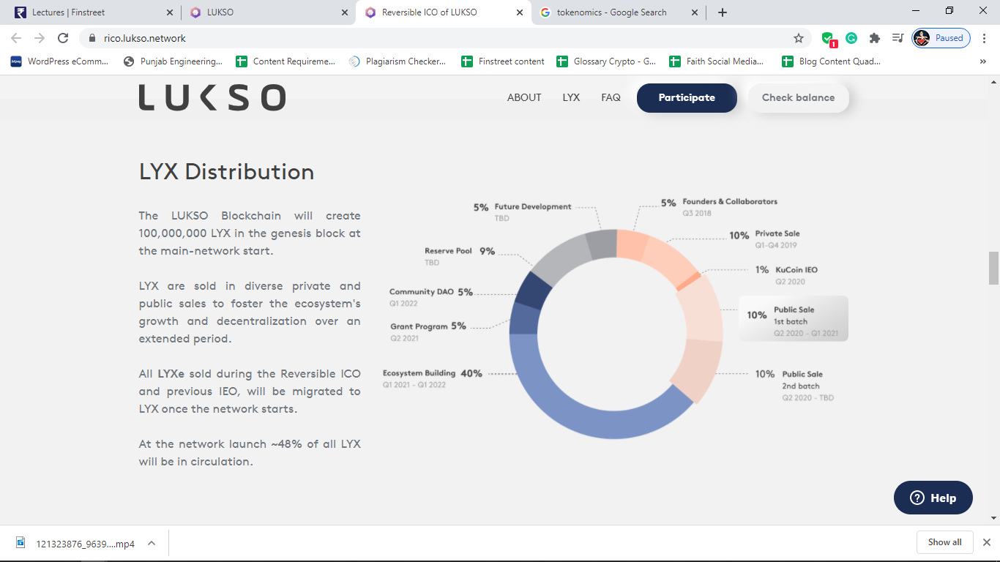 Lectures | Finstreet
LUKSO
Reversible ICO of LUKSO
tokenomics - Google Search
rico.lukso.network
1
Paused
WordPress eComm...
Punjab Engineering...
Content Requireme...
Plagiarism Checker...
Finstreet content
Glossary Crypto - G...
Faith Social Media...
Blog Content Quad...
»
LUKSO
ABOUT
LYX
FAQ
Participate
Check balance
LYX Distribution
The LUKSO Blockchain will create
100,000,000 LYX in the genesis block at
the main-network start.
LYX are sold in diverse private and
public sales to foster the ecosystem's
growth and decentralization over an
extended period.
All LYXe sold during the Reversible ICO
and previous IEO, will be migrated to
LYX once the network starts.
At the network launch ~48% of all LYX
will be in circulation.
5% Future Development
TBD
Reserve Pool 9%
TBD
Community DAO 5%
Q1 2022
Grant Program 5%
Q2 2021
Ecosystem Building 40%
Q1 2021 - Q1 2022
5% Founders & Collaborators
Q3 2018
10% Private Sale
Q1-Q4 2019
1% KuCoin IEO
Q2 2020
10% Public Sale
1st batch
Q2 2020 - Q1 2021
10% Public Sale
2nd batch
Q2 2020 - TBD
Help
121323876_9639....mp4
Show all